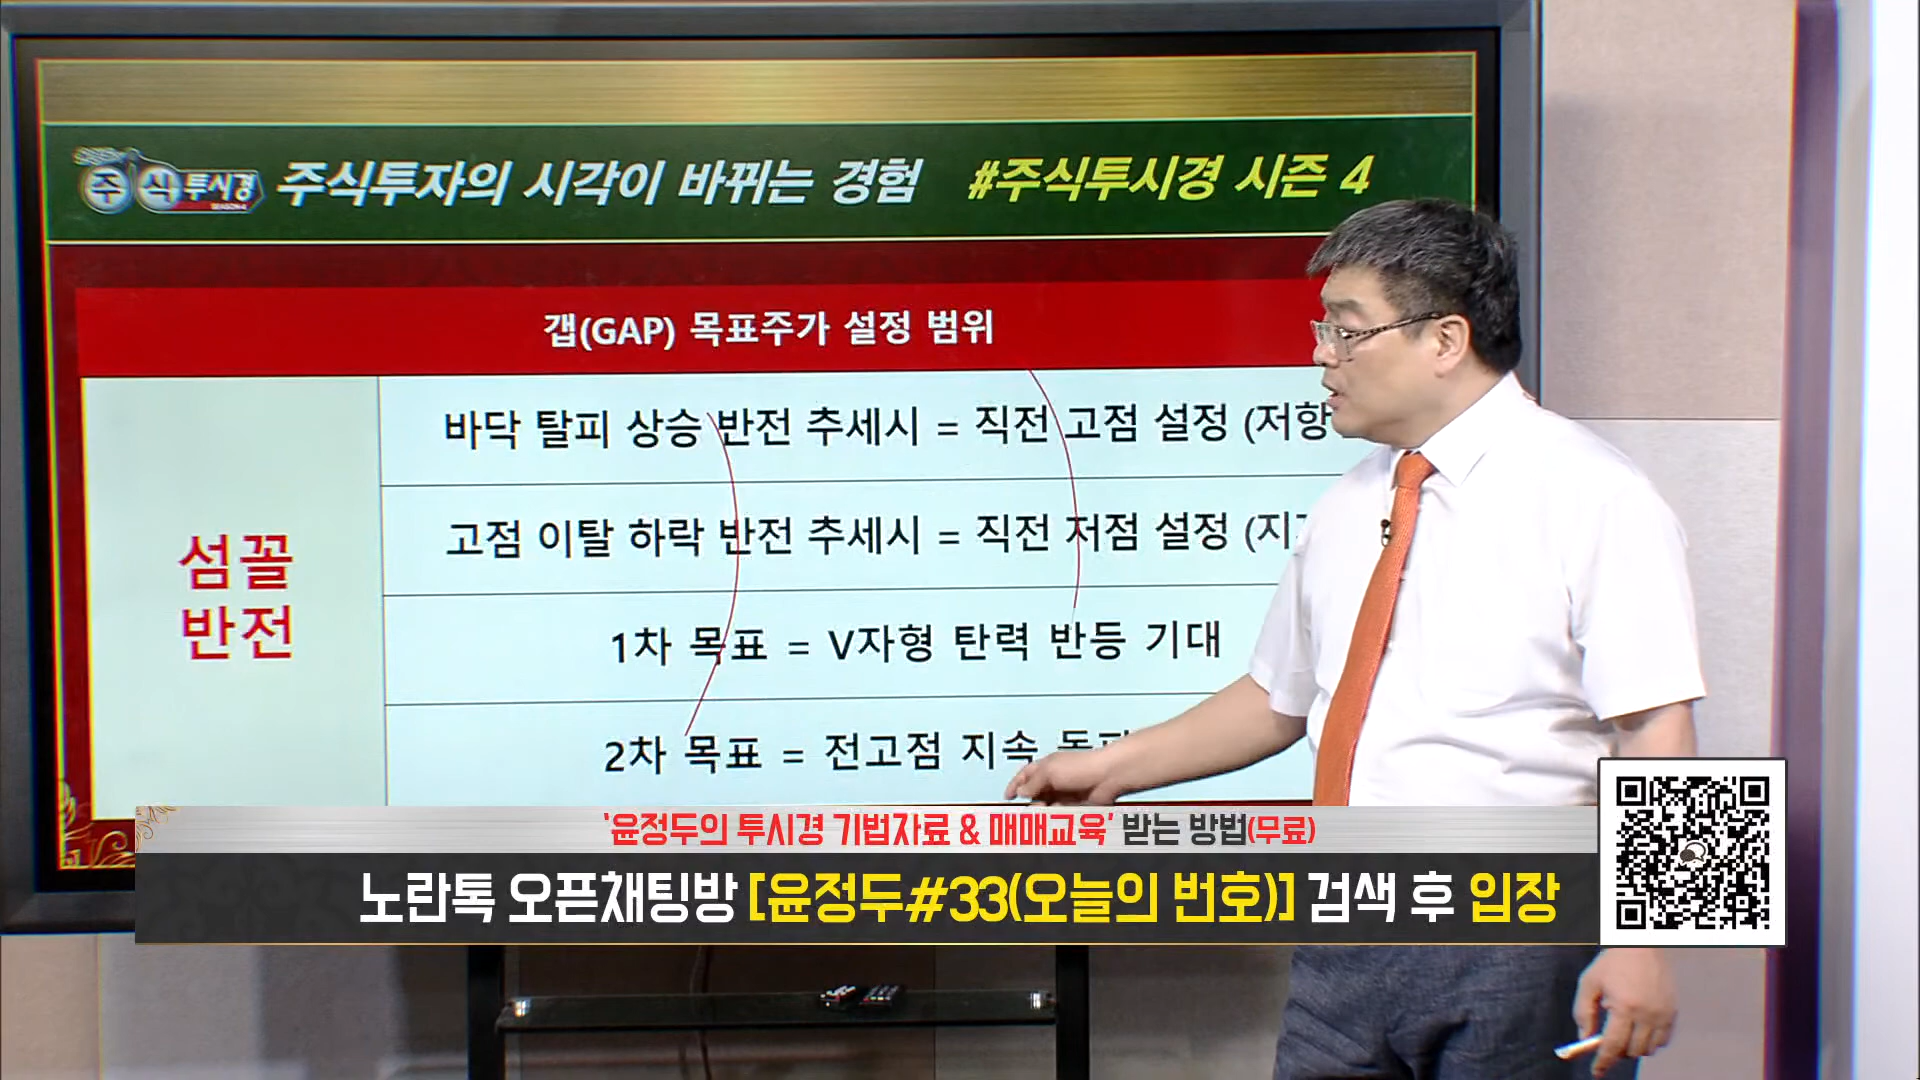 주식투시경 주식투자의 시각이 바뀌는 경험 #주식투시경 시즌 4
SEASON 4
갭(GAP) 목표주가 설정 범위
섬꼴
반전
바닥 탈피 상승 반전 추세시 = 직전 고점 설정 (저항
고점 이탈 하락 반전 추세시 = 직전 저점 설정 (지
1차 목표 = V자형 탄력 반등 기대
2차 목표 = 전고점 지속
'윤정두의 투시경 기법자료 & 매매교육' 받는 방법(무료)
노란톡 오픈채팅방 [윤정두#33(오늘의 번호)] 검색 후 입장